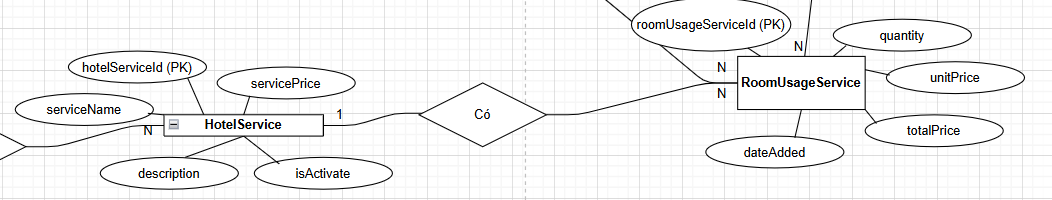 roomUsageServiceId (PK)
quantity
N
hotelServiceId (PK)
servicePrice
N
RoomUsageService
unitPrice
N
serviceName
1
Có
N
HotelService
totalPrice
dateAdded
description
isActivate